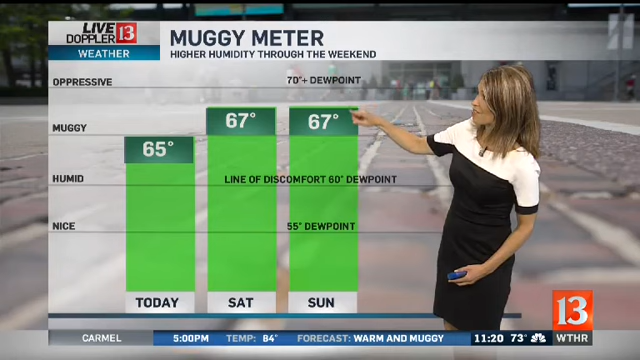 LIVE
DOPPLER 13
WEATHER
MUGGY METER
HIGHER HUMIDITY THROUGH THE WEEKEND
OPPRESSIVE
70°+ DEWPOINT
MUGGY
65°
67°
67°
HUMID
LINE OF DISCOMFORT 60° DEWPOINT
NICE
55° DEWPOINT
TODAY
SAT
SUN
13
CARMEL
5:00PM
TEMP: 84°
FORECAST: WARM AND MUGGY
11:20
73°
WTHR